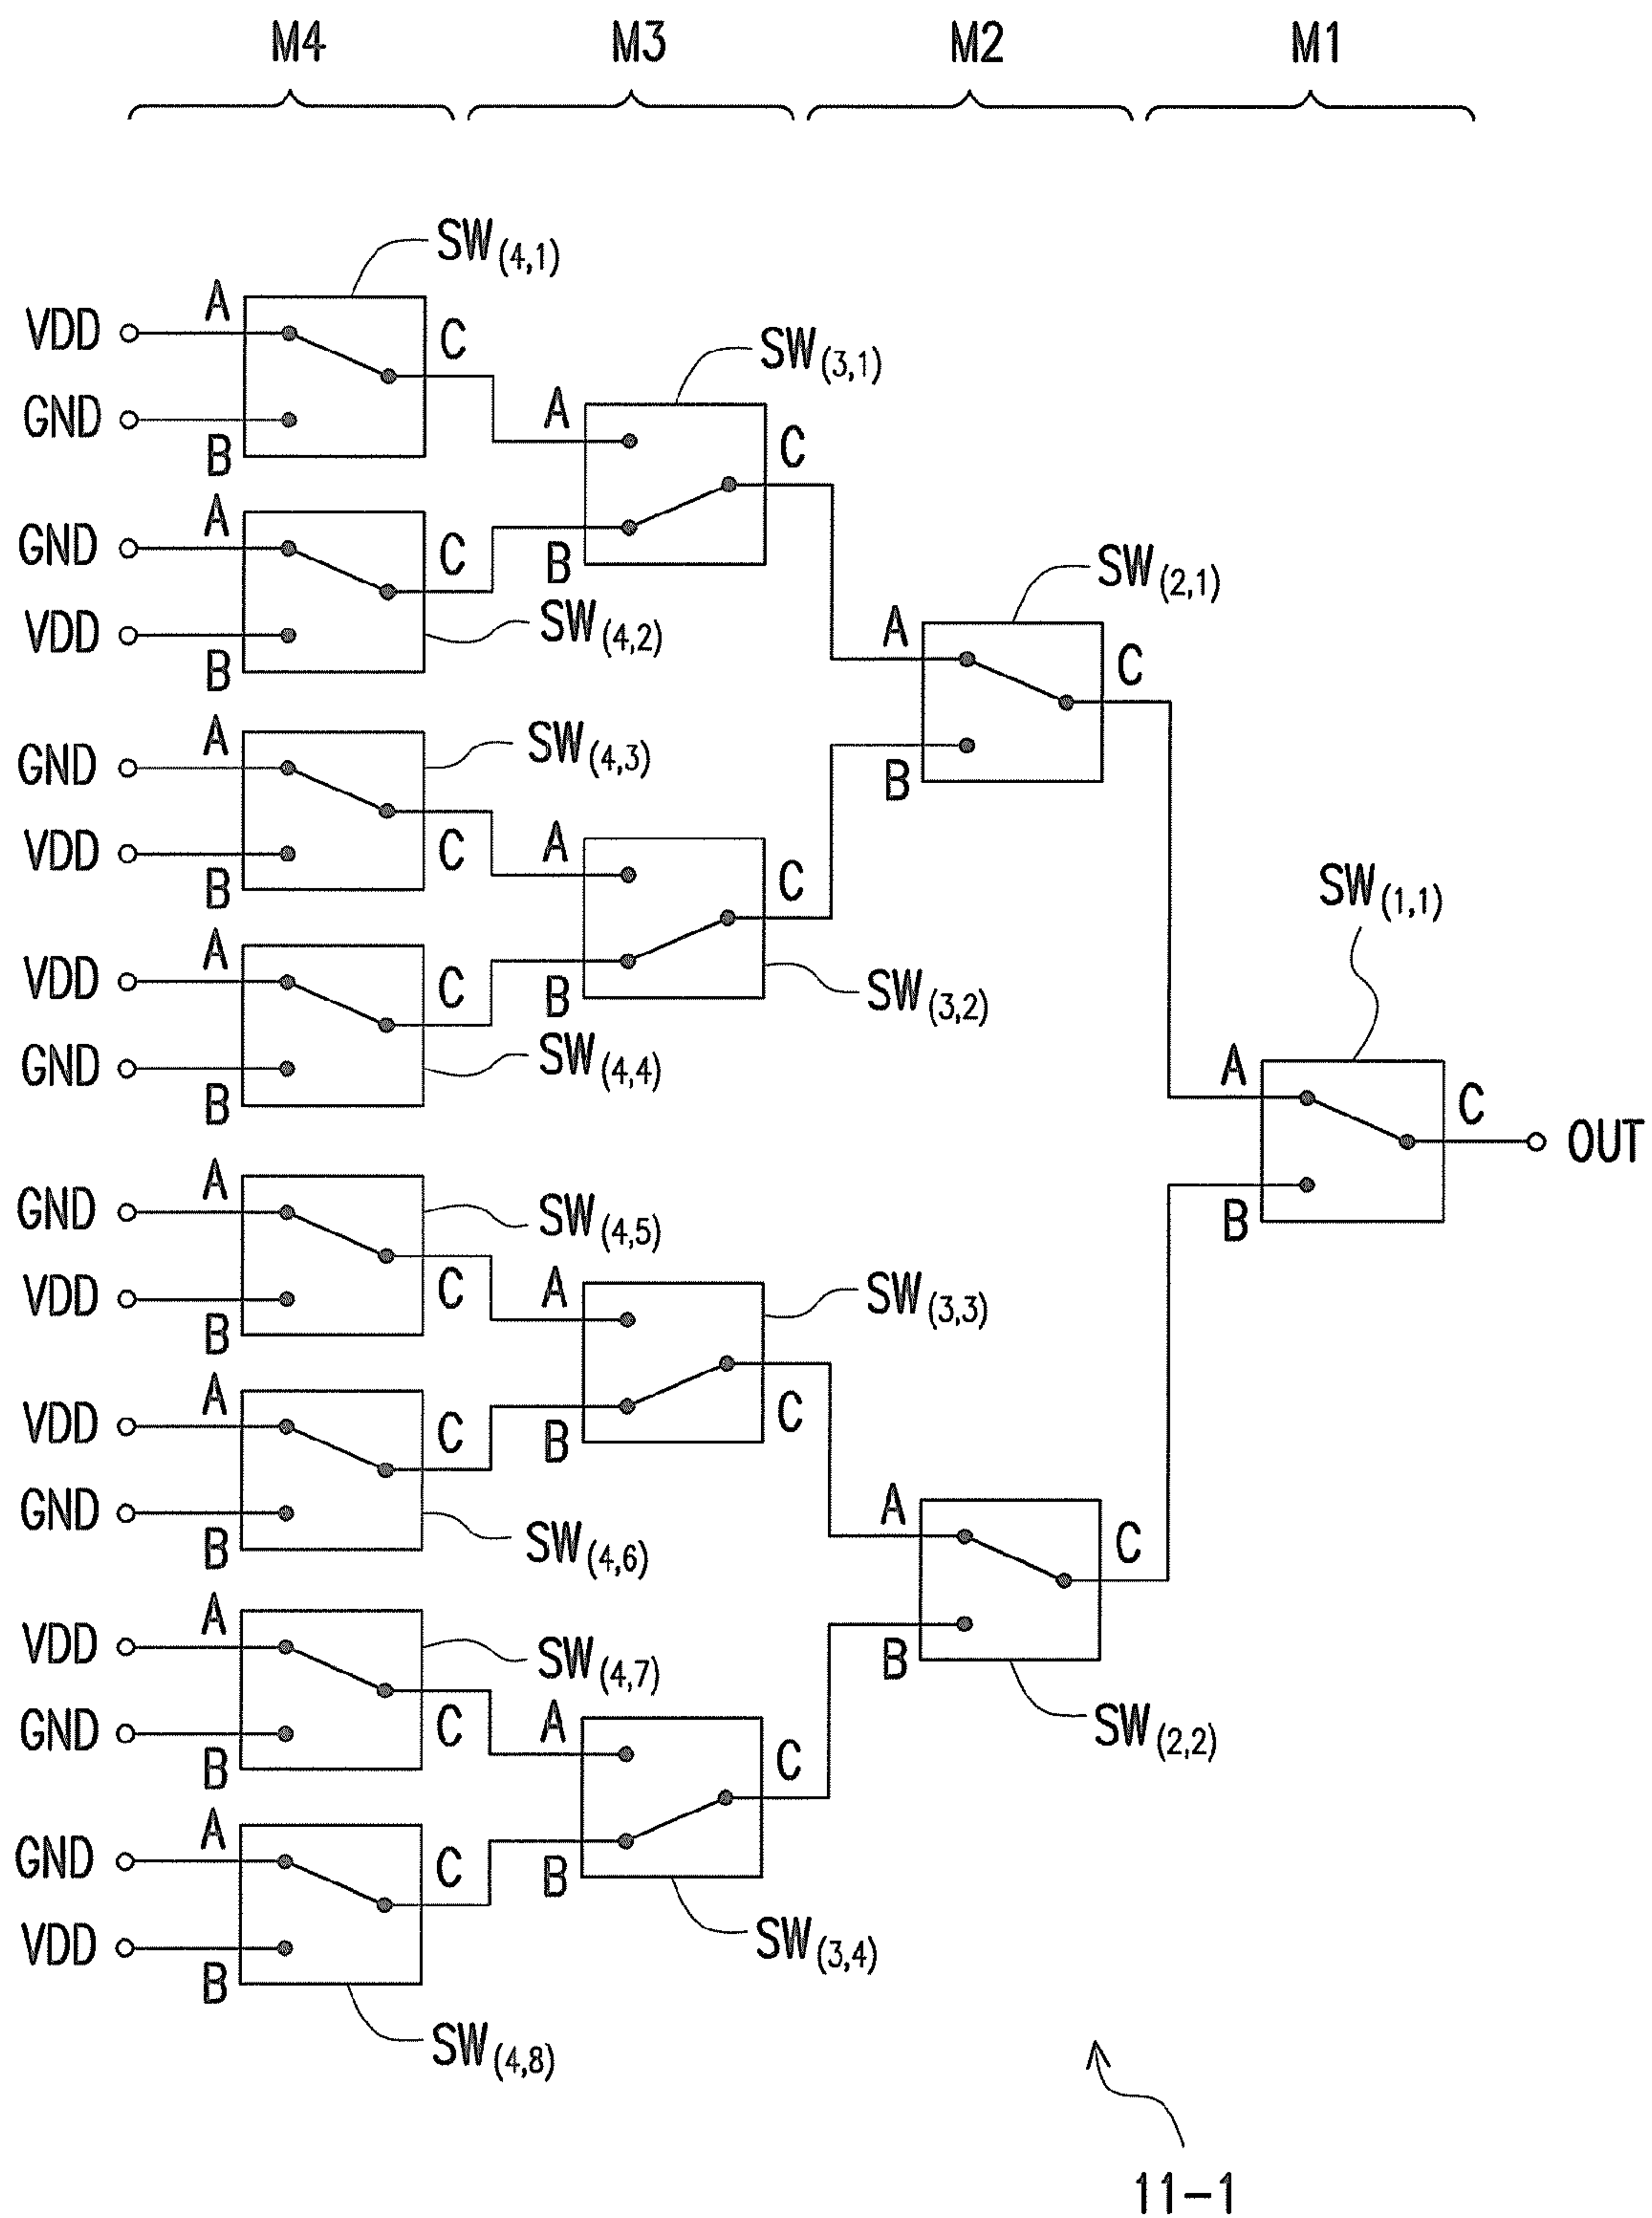 M4 M3 M2 M1
SW(4,1)
A
VDD
C
SW(3,1)
GND
A
B
C
A
GND
C
B
SW(2,1)
VDD
SW(4,2)
A
B
C
A
SW(4,3)
GND
B
VDD
C
A
C
SW(1,1)
B
A
VDD
C
B
SW(3,2)
GND
SW(4,4)
A
B
C
OUT
A
GND
SW(4,5)
B
VDD
C
A
SW(3,3)
B
A
VDD
C
C
B
GND
A
B
SW(4,6)
C
A
VDD
SW(4,7)
B
GND
C
A
SW(2,2)
B
C
A
GND
C
B
VDD
SW(3,4)
B
SW(4,8)
11-1